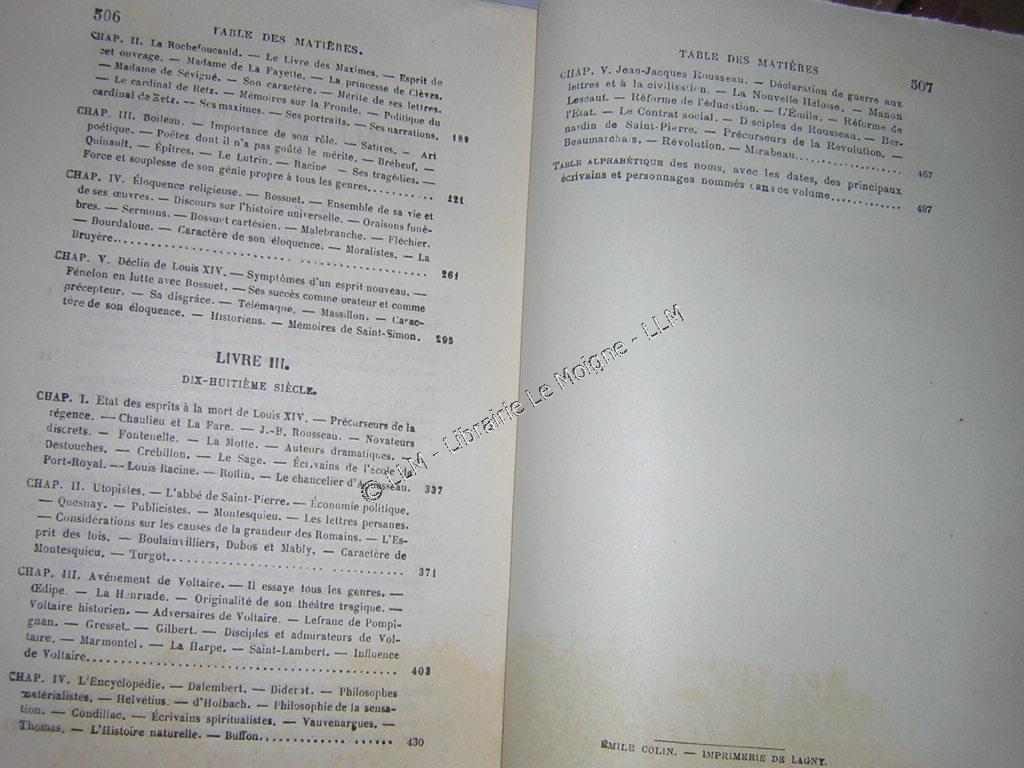 506
TABLE DES MATIÈRES.
CHAP. II. La Rochefoucauld. — Le Livre des Maximes. — Esprit de
cet ouvrage. — Madame de La Fayette. — La princesse de Clèves.
— Madame de Sévigné. — Son caractère. — Mérite de ses lettres.
— Le cardinal de Retz. — Mémoires sur la Fronde. — Politique du
cardinal de Retz. — Ses maximes. — Ses portraits. — Ses narrations. 189
CHAP. III. Boileau. — Importance de son rôle. — Satires. — Art
poétique. — Poëtes dont il n'a pas goûté le mérite. — Brébeuf. —
Quinault. — Épîtres. — Le Lutrin. — Racine — Ses tragédies. —
Force et souplesse de son génie propre à tous les genres.......... 221
CHAP. IV. Éloquence religieuse. — Bossuet. — Ensemble de sa vie et
de ses œuvres. — Discours sur l'histoire universelle. — Oraisons funè-
bres. — Sermons. — Bossuet cartésien. — Malebranche. — Fléchier.
— Bourdaloue. — Caractère de son éloquence. — Moralistes. — La
Bruyère.................................................. 261
CHAP. V. Déclin de Louis XIV. — Symptômes d'un esprit nouveau. —
Fénelon en lutte avec Bossuet. — Ses succès comme orateur et comme
précepteur. — Sa disgrâce. — Télémaque. — Massillon. — Carac-
tère de son éloquence. — Historiens. — Mémoires de Saint-Simon. 295
LIVRE III.
DIX-HUITIÈME SIÈCLE.
CHAP. I. Etat des esprits à la mort de Louis XIV. — Précurseurs de la
régence. — Chaulieu et La Fare. — J.-B. Rousseau. — Novateurs
discrets. — Fontenelle. — La Motte. — Auteurs dramatiques. —
Destouches. — Crébillon. — Le Sage. — Écrivains de l'école de
Port-Royal. — Louis Racine. — Rollin. — Le chancelier d'Aguesseau. 337
CHAP. II. Utopistes. — L'abbé de Saint-Pierre. — Économie politique.
— Quesnay. — Publicistes. — Montesquieu. — Les lettres persanes.
— Considérations sur les causes de la grandeur des Romains. — L'Es-
prit des lois. — Boulainvilliers, Dubos et Mably. — Caractère de
Montesquieu. — Turgot.............................. 371
CHAP. III. Avénement de Voltaire. — Il essaye tous les genres. —
Œdipe. — La Henriade. — Originalité de son théâtre tragique. —
Voltaire historien. — Adversaires de Voltaire. — Lefranc de Pompi-
gnan. — Gresset. — Gilbert. — Disciples et admirateurs de Vol-
taire. — Marmontel. — La Harpe. — Saint-Lambert. — Influence
de Voltaire.................................................. 403
CHAP. IV. L'Encyclopédie. — Dalembert. — Diderot. — Philosophes
matérialistes. — Helvétius. — d'Holbach. — Philosophie de la sensa-
tion. — Condillac. — Écrivains spiritualistes. — Vauvenargues. —
Thomas. — L'Histoire naturelle. — Buffon..................... 430
TABLE DES MATIÈRES
507
CHAP. V. Jean-Jacques Rousseau. — Déclaration de guerre aux
lettres et à la civilisation. — La Nouvelle Héloïse. — Manon
Lescaut. — Réforme de l'éducation. — L'Émile. — Réforme de
l'Etat. — Le Contrat social. — Disciples de Rousseau. — Ber-
nardin de Saint-Pierre. — Précurseurs de la Révolution. —
Beaumarchais. — Révolution. — Mirabeau................ 467
TABLE ALPHABÉTIQUE des noms, avec les dates, des principaux
écrivains et personnages nommés dans ce volume............ 497
ÉMILE COLIN. — IMPRIMERIE DE LAGNY.
© LLM - Librairie Le Moigne - LLM